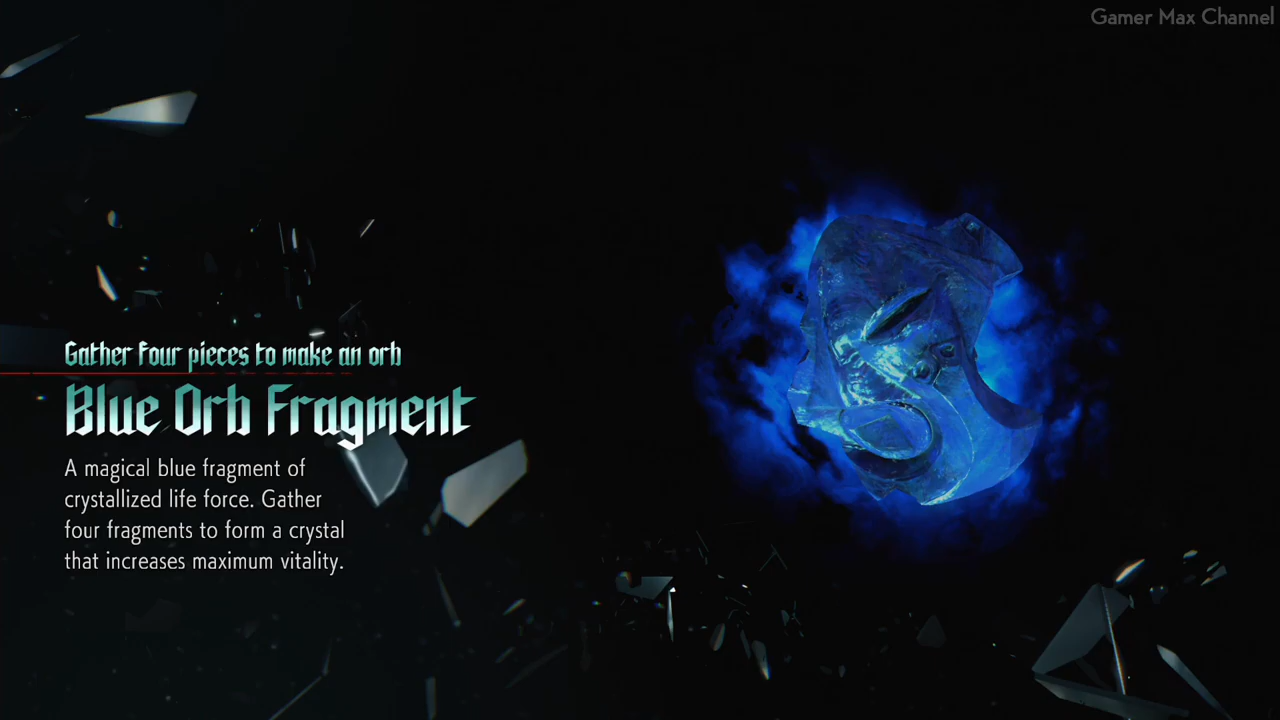 Gamer Max Channel
Gather Four pieces to make an orb
Blue Orb Fragment
A magical blue fragment of
crystallized life force. Gather
four fragments to form a crystal
that increases maximum vitality.